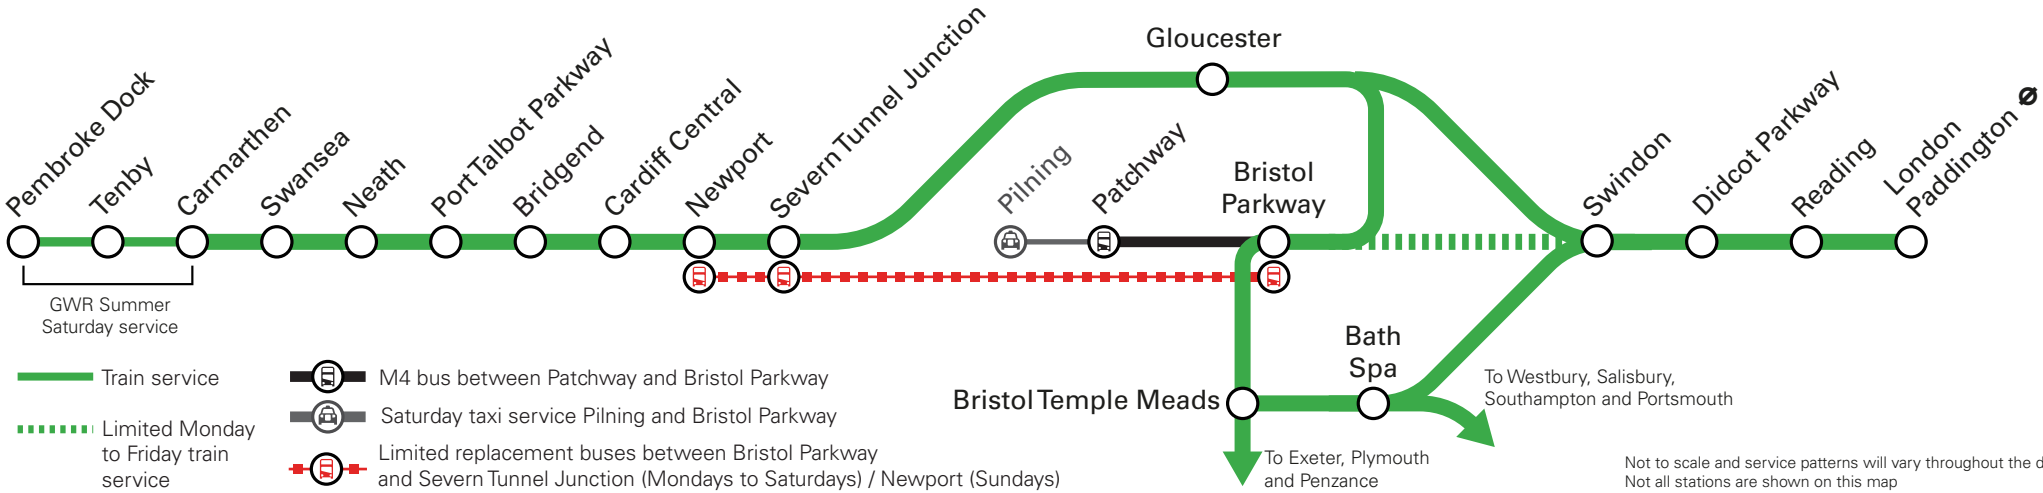 Pembroke Dock
Tenby
Carmarthen
Swansea
Neath
Port Talbot Parkway
Bridgend
Cardiff Central
Newport
Severn Tunnel Junction
Gloucester
Pilning
Patchway
Bristol
Parkway
Swindon
Didcot Parkway
Reading
London
Paddington
GWR Summer
Saturday service
Bath
Spa
Bristol Temple Meads
To Westbury, Salisbury,
Southampton and Portsmouth
To Exeter, Plymouth
and Penzance
Train service
Limited Monday
to Friday train
service
M4 bus between Patchway and Bristol Parkway
Saturday taxi service Pilning and Bristol Parkway
Limited replacement buses between Bristol Parkway
and Severn Tunnel Junction (Mondays to Saturdays) / Newport (Sundays)
Not to scale and service patterns will vary throughout the d
Not all stations are shown on this map